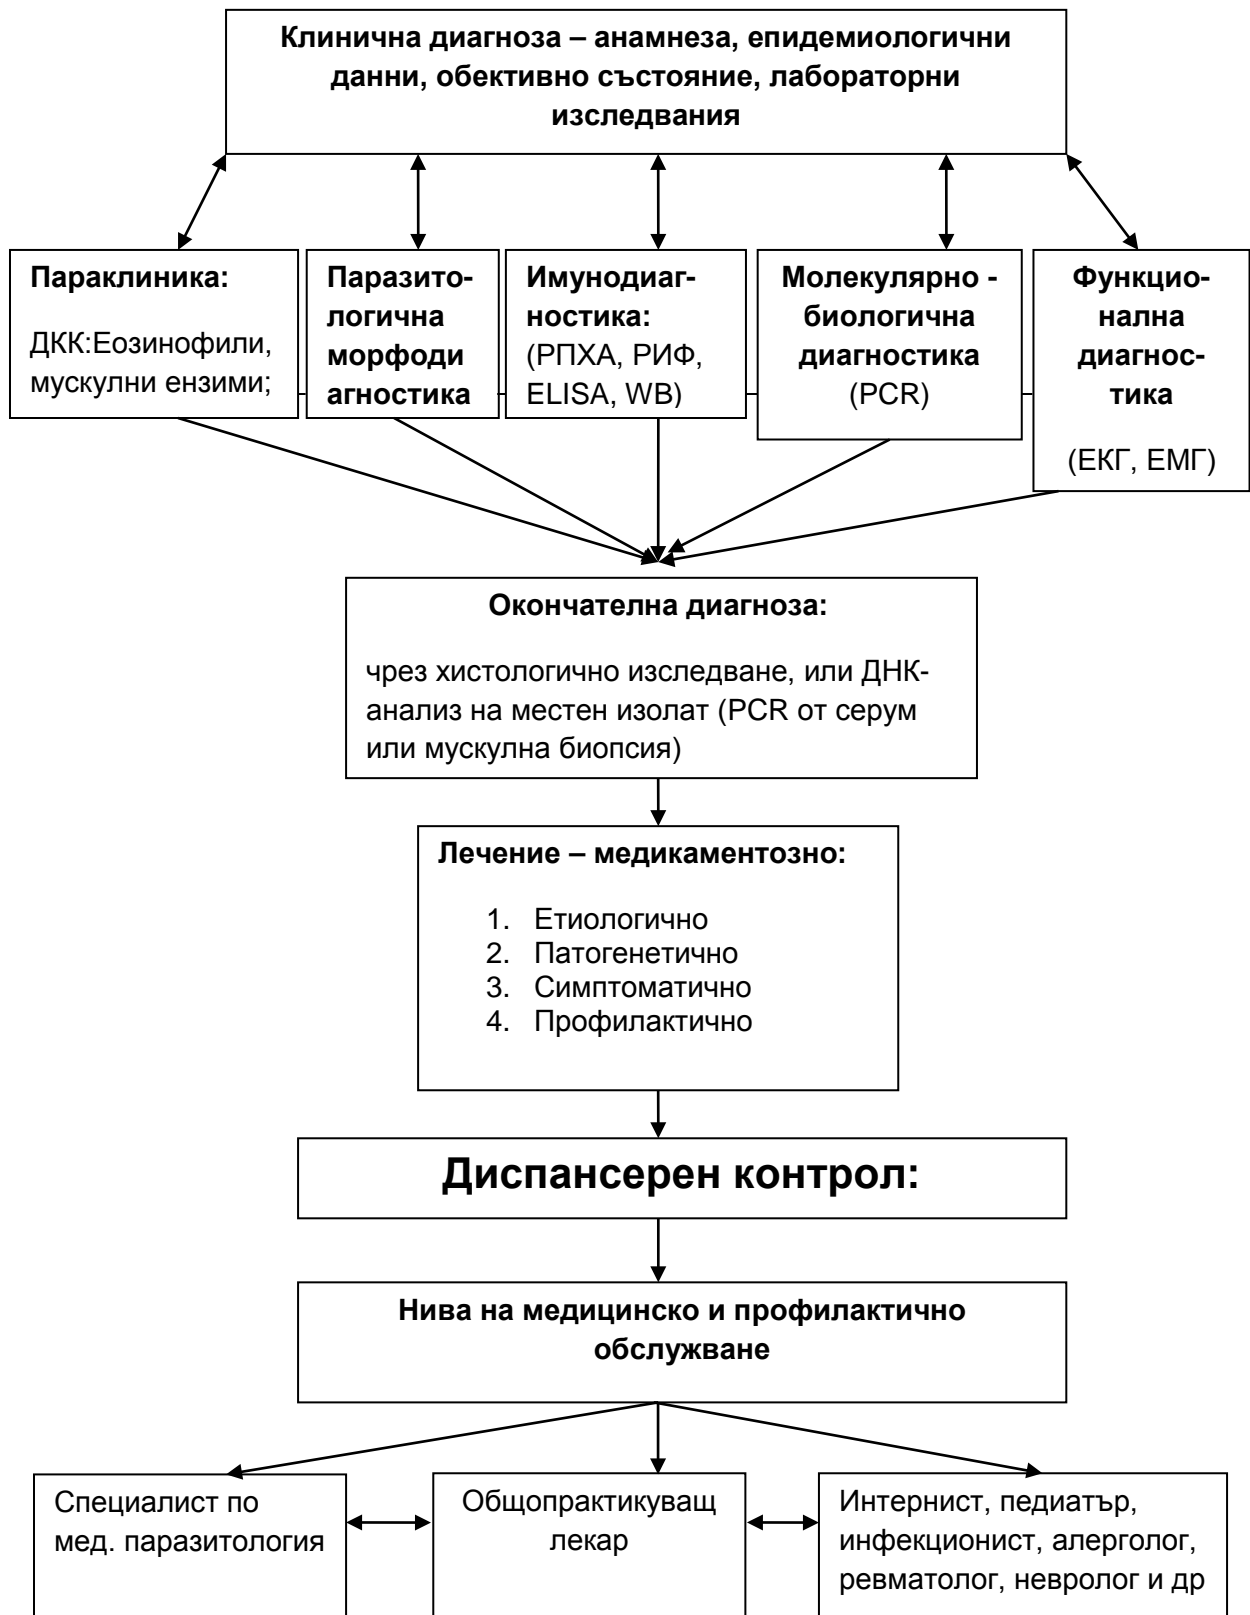 Клинична диагноза – анамнеза, епидемиологични
данни, обективно състояние, лабораторни
изследвания
Параклиника:
ДКК:Еозинофили,
мускулни ензими;
Паразито-
логична
морфоди
агностика
Имунодиаг-
ностика:
(РПХА, РИФ,
ELISA, WB)
Молекулярно -
биологична
диагностика
(PCR)
Функцио-
нална
диагнос-
тика
(ЕКГ, ЕМГ)
Окончателна диагноза:
чрез хистологично изследване, или ДНК-
анализ на местен изолат (PCR от серум
или мускулна биопсия)
Лечение – медикаментозно:
1. Етиологично
2. Патогенетично
3. Симптоматично
4. Профилактично
Диспансерен контрол:
Нива на медицинско и профилактично
обслужване
Специалист по
мед. паразитология
Общопрактикуващ
лекар
Интернист, педиатър,
инфекционист, алерголог,
ревматолог, невролог и др